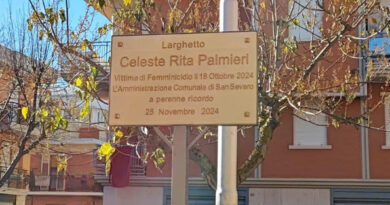 Larghetto
Celeste Rita Palmieri
Vittima di Femminicidio il 18 Ottobre 2024
L'Amministrazione Comunale di San Severo
a perenne ricordo
25 Novembre 2024